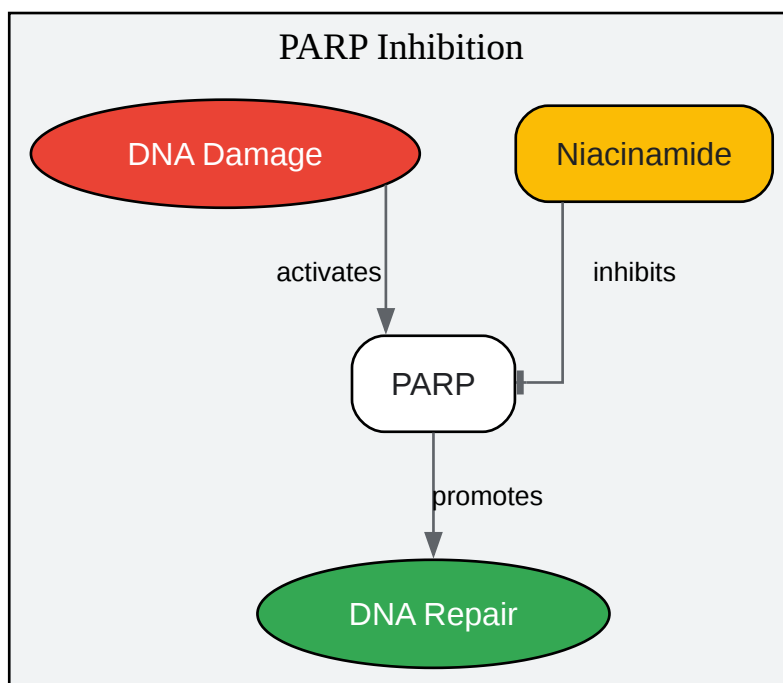 PARP Inhibition
DNA Damage
Niacinamide
activates
inhibits
PARP
promotes
DNA Repair